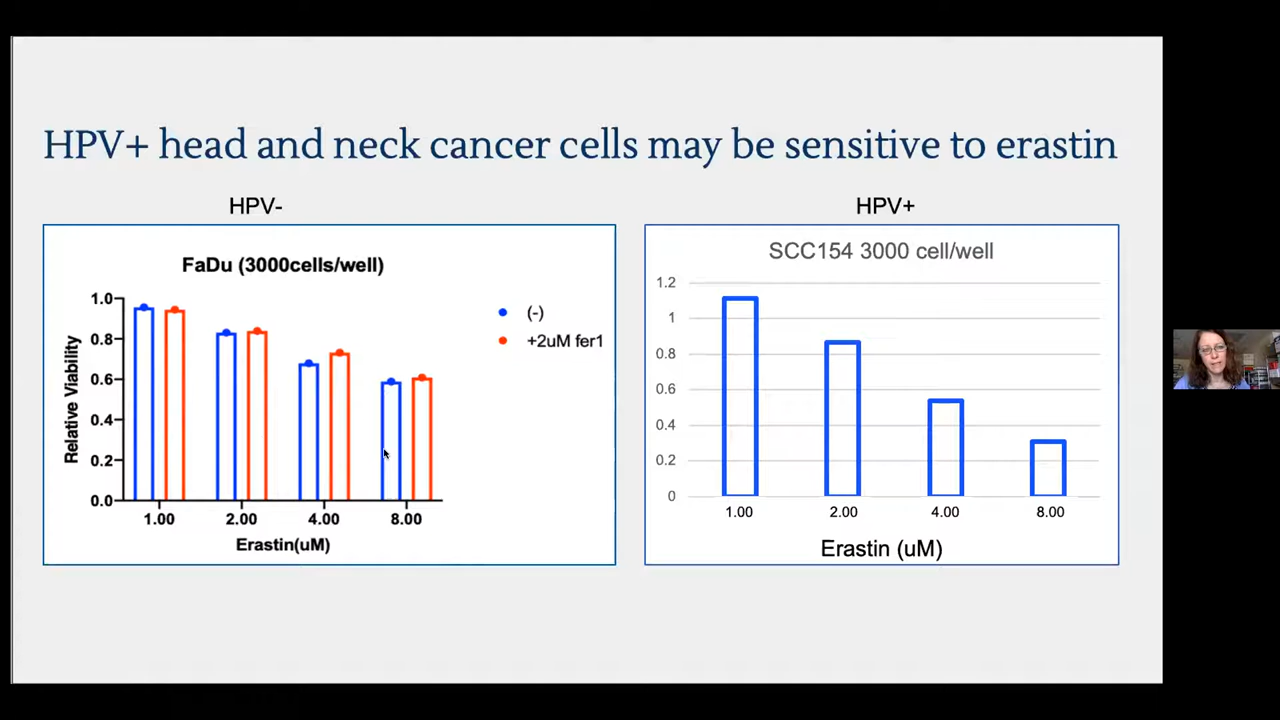 HPV+ head and neck cancer cells may be sensitive to erastin
HPV-
FaDu (3000cells/well)
1.0
0.8
0.6
0.4
0.2
0.0
Relative Viability
1.00 2.00 4.00 8.00
Erastin(uM)
(-)
+2uM fer1
HPV+
SCC154 3000 cell/well
1.2
1
0.8
0.6
0.4
0.2
0
1.00 2.00 4.00 8.00
Erastin (uM)